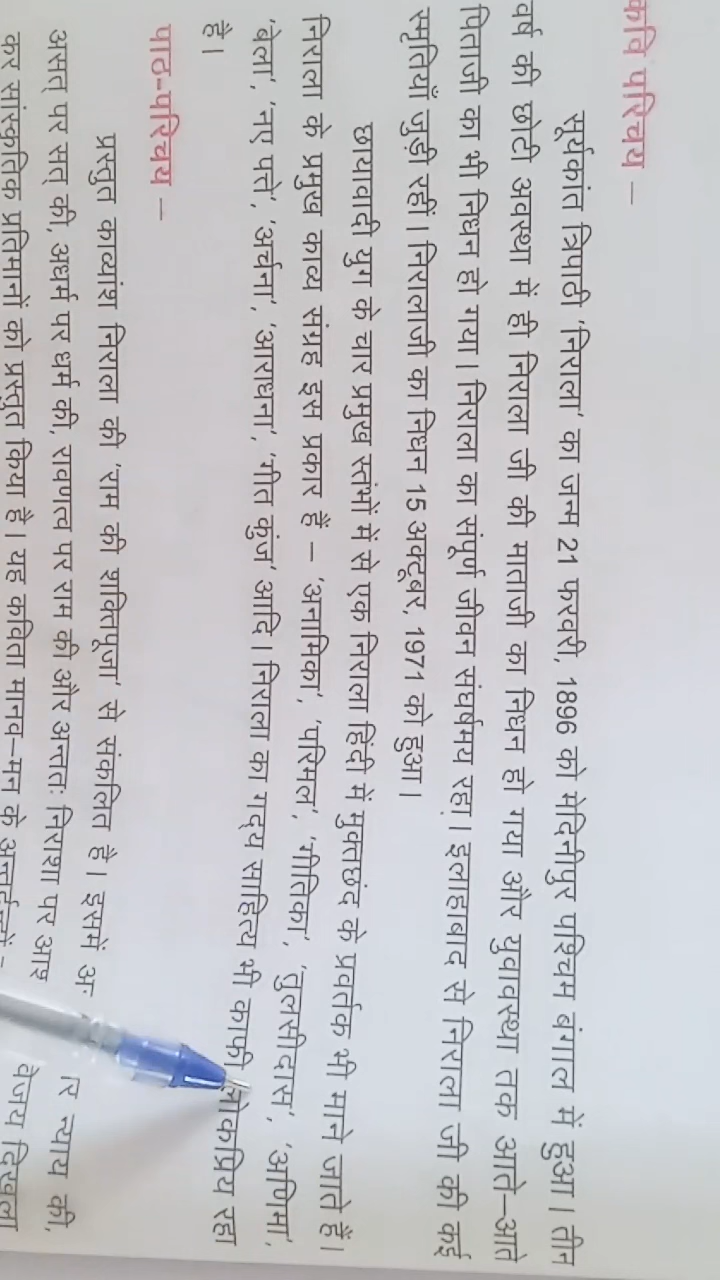 कवि परिचय –
सूर्यकांत त्रिपाठी 'निराला' का जन्म 21 फरवरी, 1896 को मेदिनीपुर पश्चिम बंगाल में हुआ। तीन
वर्ष की छोटी अवस्था में ही निराला जी की माताजी का निधन हो गया और युवावस्था तक आते–आते
पिताजी का भी निधन हो गया। निराला का संपूर्ण जीवन संघर्षमय रहा। इलाहाबाद से निराला जी की कई
स्मृतियाँ जुड़ी रहीं। निरालाजी का निधन 15 अक्टूबर, 1971 को हुआ।
छायावादी युग के चार प्रमुख स्तंभों में से एक निराला हिंदी में मुक्तछंद के प्रवर्तक भी माने जाते हैं।
निराला के प्रमुख काव्य संग्रह इस प्रकार हैं – 'अनामिका', 'परिमल', 'गीतिका', 'तुलसीदास', 'अणिमा',
'बेला', 'नए पत्ते', 'अर्चना', 'आराधना', 'गीत कुंज' आदि। निराला का गद्य साहित्य भी काफी लोकप्रिय रहा
है।
पाठ-परिचय –
प्रस्तुत काव्यांश निराला की 'राम की शक्तिपूजा' से संकलित है। इसमें न्याय की,
असत् पर सत् की, अधर्म पर धर्म की, रावणत्व पर राम की और अन्ततः निराशा पर दिखला
कर सांस्कृतिक प्रतिमानों को प्रस्तुत किया है। यह कविता मानव–मन के